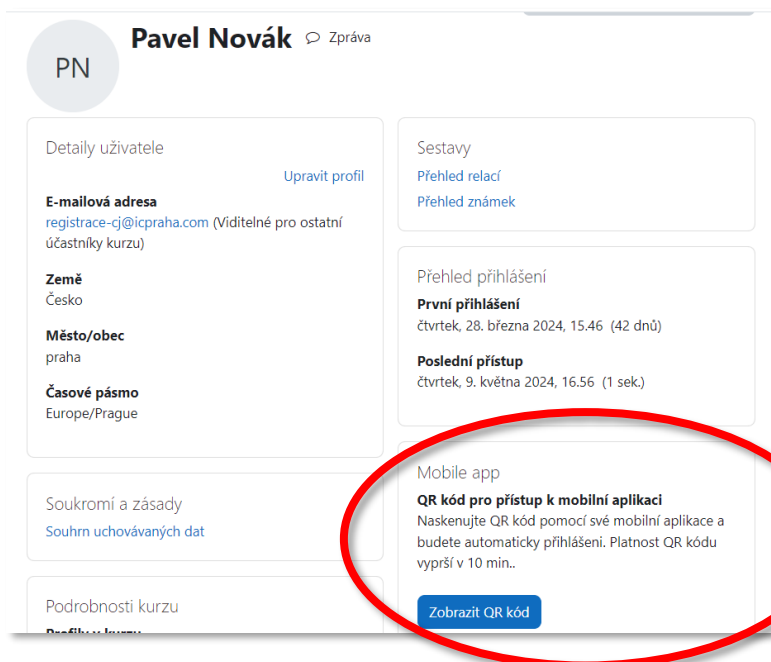 PN
Pavel Novák Zpráva
Detaily uživatele
Upravit profil
E-mailová adresa
registrace-cj@icpraha.com (Viditelné pro ostatní
účastníky kurzu)
Země
Česko
Město/obec
praha
Časové pásmo
Europe/Prague
Soukromí a zásady
Souhrn uchovávaných dat
Podrobnosti kurzu
Sestavy
Přehled relací
Přehled známek
Přehled přihlášení
První přihlášení
čtvrtek, 28. března 2024, 15.46 (42 dnů)
Poslední přístup
čtvrtek, 9. května 2024, 16.56 (1 sek.)
Mobile app
QR kód pro přístup k mobilní aplikaci
Naskenujte QR kód pomocí své mobilní aplikace a
budete automaticky přihlášeni. Platnost QR kódu
vyprší v 10 min..
Zobrazit QR kód